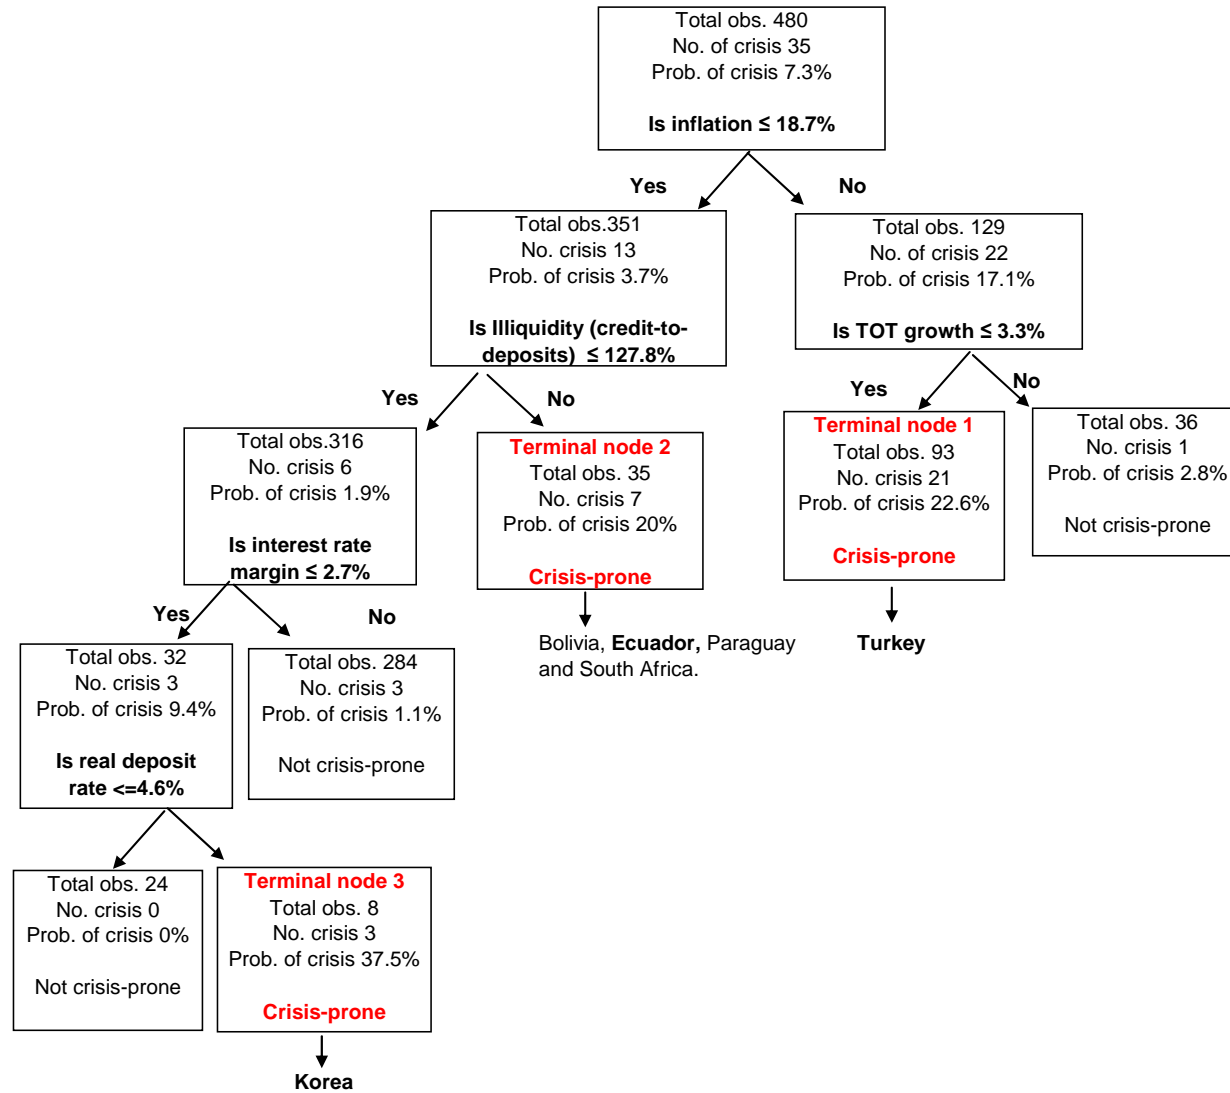 Total obs. 480
No. of crisis 35
Prob. of crisis 7.3%
Is inflation ≤ 18.7%
Yes
No
Total obs.351
No. crisis 13
Prob. of crisis 3.7%
Is Illiquidity (credit-to-
deposits) ≤ 127.8%
Total obs. 129
No. of crisis 22
Prob. of crisis 17.1%
Is TOT growth ≤ 3.3%
Yes
No
Yes
No
Total obs.316
No. crisis 6
Prob. of crisis 1.9%
Is interest rate
margin ≤ 2.7%
Terminal node 2
Total obs. 35
No. crisis 7
Prob. of crisis 20%
Crisis-prone
Terminal node 1
Total obs. 93
No. crisis 21
Prob. of crisis 22.6%
Crisis-prone
Total obs. 36
No. crisis 1
Prob. of crisis 2.8%
Not crisis-prone
Yes
No
Bolivia, Ecuador, Paraguay
and South Africa.
Turkey
Total obs. 32
No. crisis 3
Prob. of crisis 9.4%
Is real deposit
rate <=4.6%
Total obs. 284
No. crisis 3
Prob. of crisis 1.1%
Not crisis-prone
Total obs. 24
No. crisis 0
Prob. of crisis 0%
Not crisis-prone
Terminal node 3
Total obs. 8
No. crisis 3
Prob. of crisis 37.5%
Crisis-prone
Korea